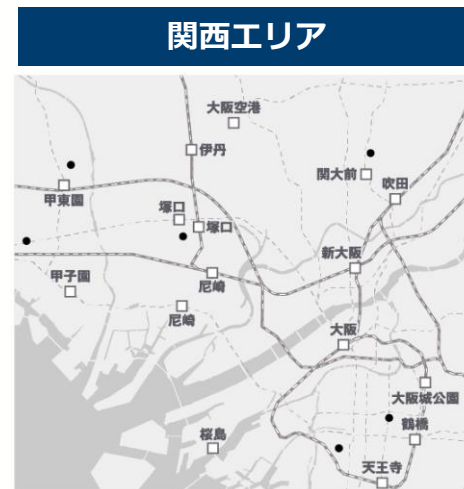 関西エリア
大阪空港
伊丹
関大前
吹田
甲東園
塚口
塚口
新大阪
甲子園
尼崎
尼崎
大阪
大阪城公園
鶴橋
桜島
天王寺